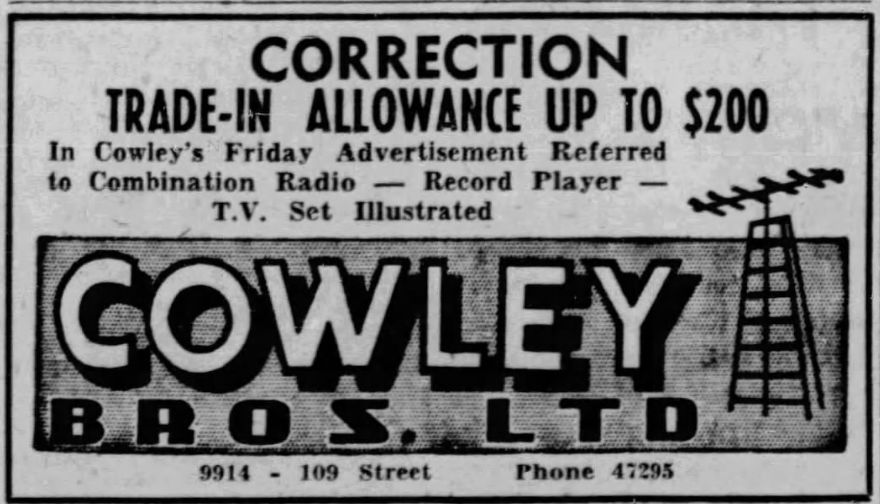 CORRECTION
TRADE-IN ALLOWANCE UP TO $200
In Cowley's Friday Advertisement Referred
to Combination Radio — Record Player —
T.V. Set Illustrated
COWLEY
BROS. LTD
9914 - 109 Street Phone 47295